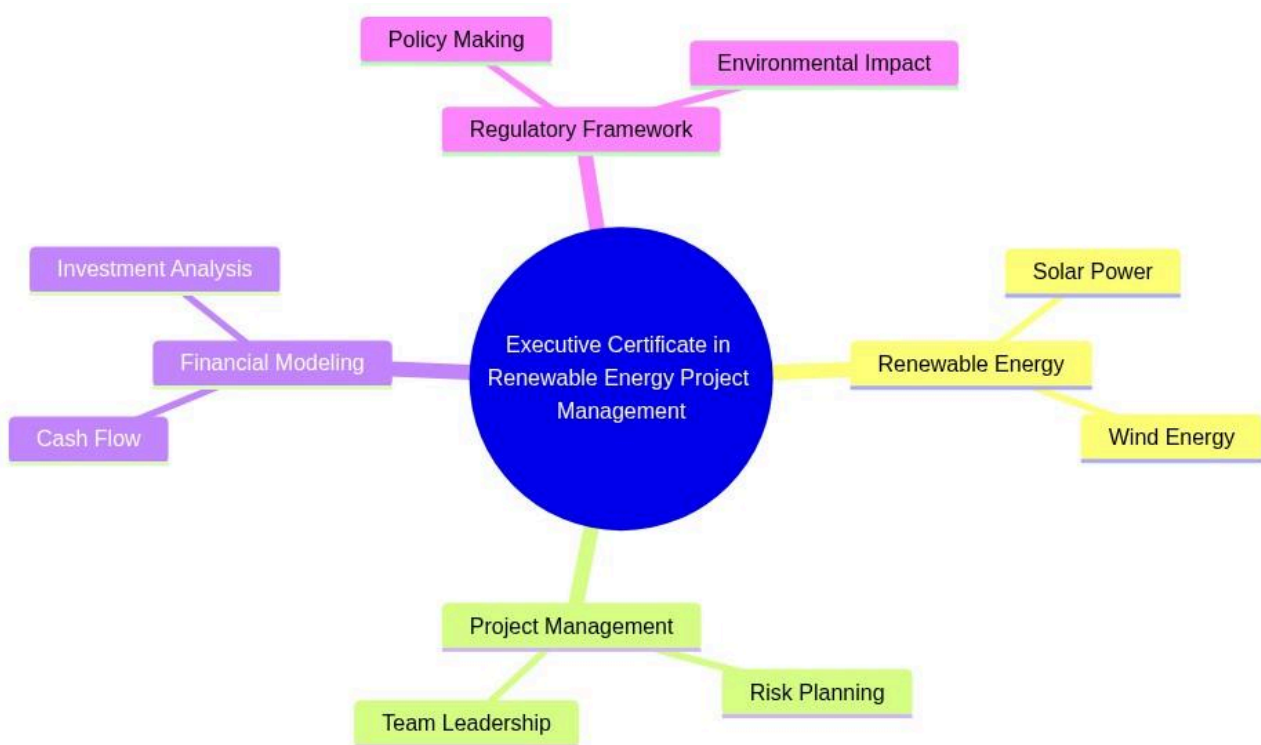 Policy Making
Environmental Impact
Regulatory Framework
Investment Analysis
Solar Power
Executive Certificate in
Renewable Energy Project
Management
Financial Modeling
Renewable Energy
Cash Flow
Wind Energy
Project Management
Risk Planning
Team Leadership